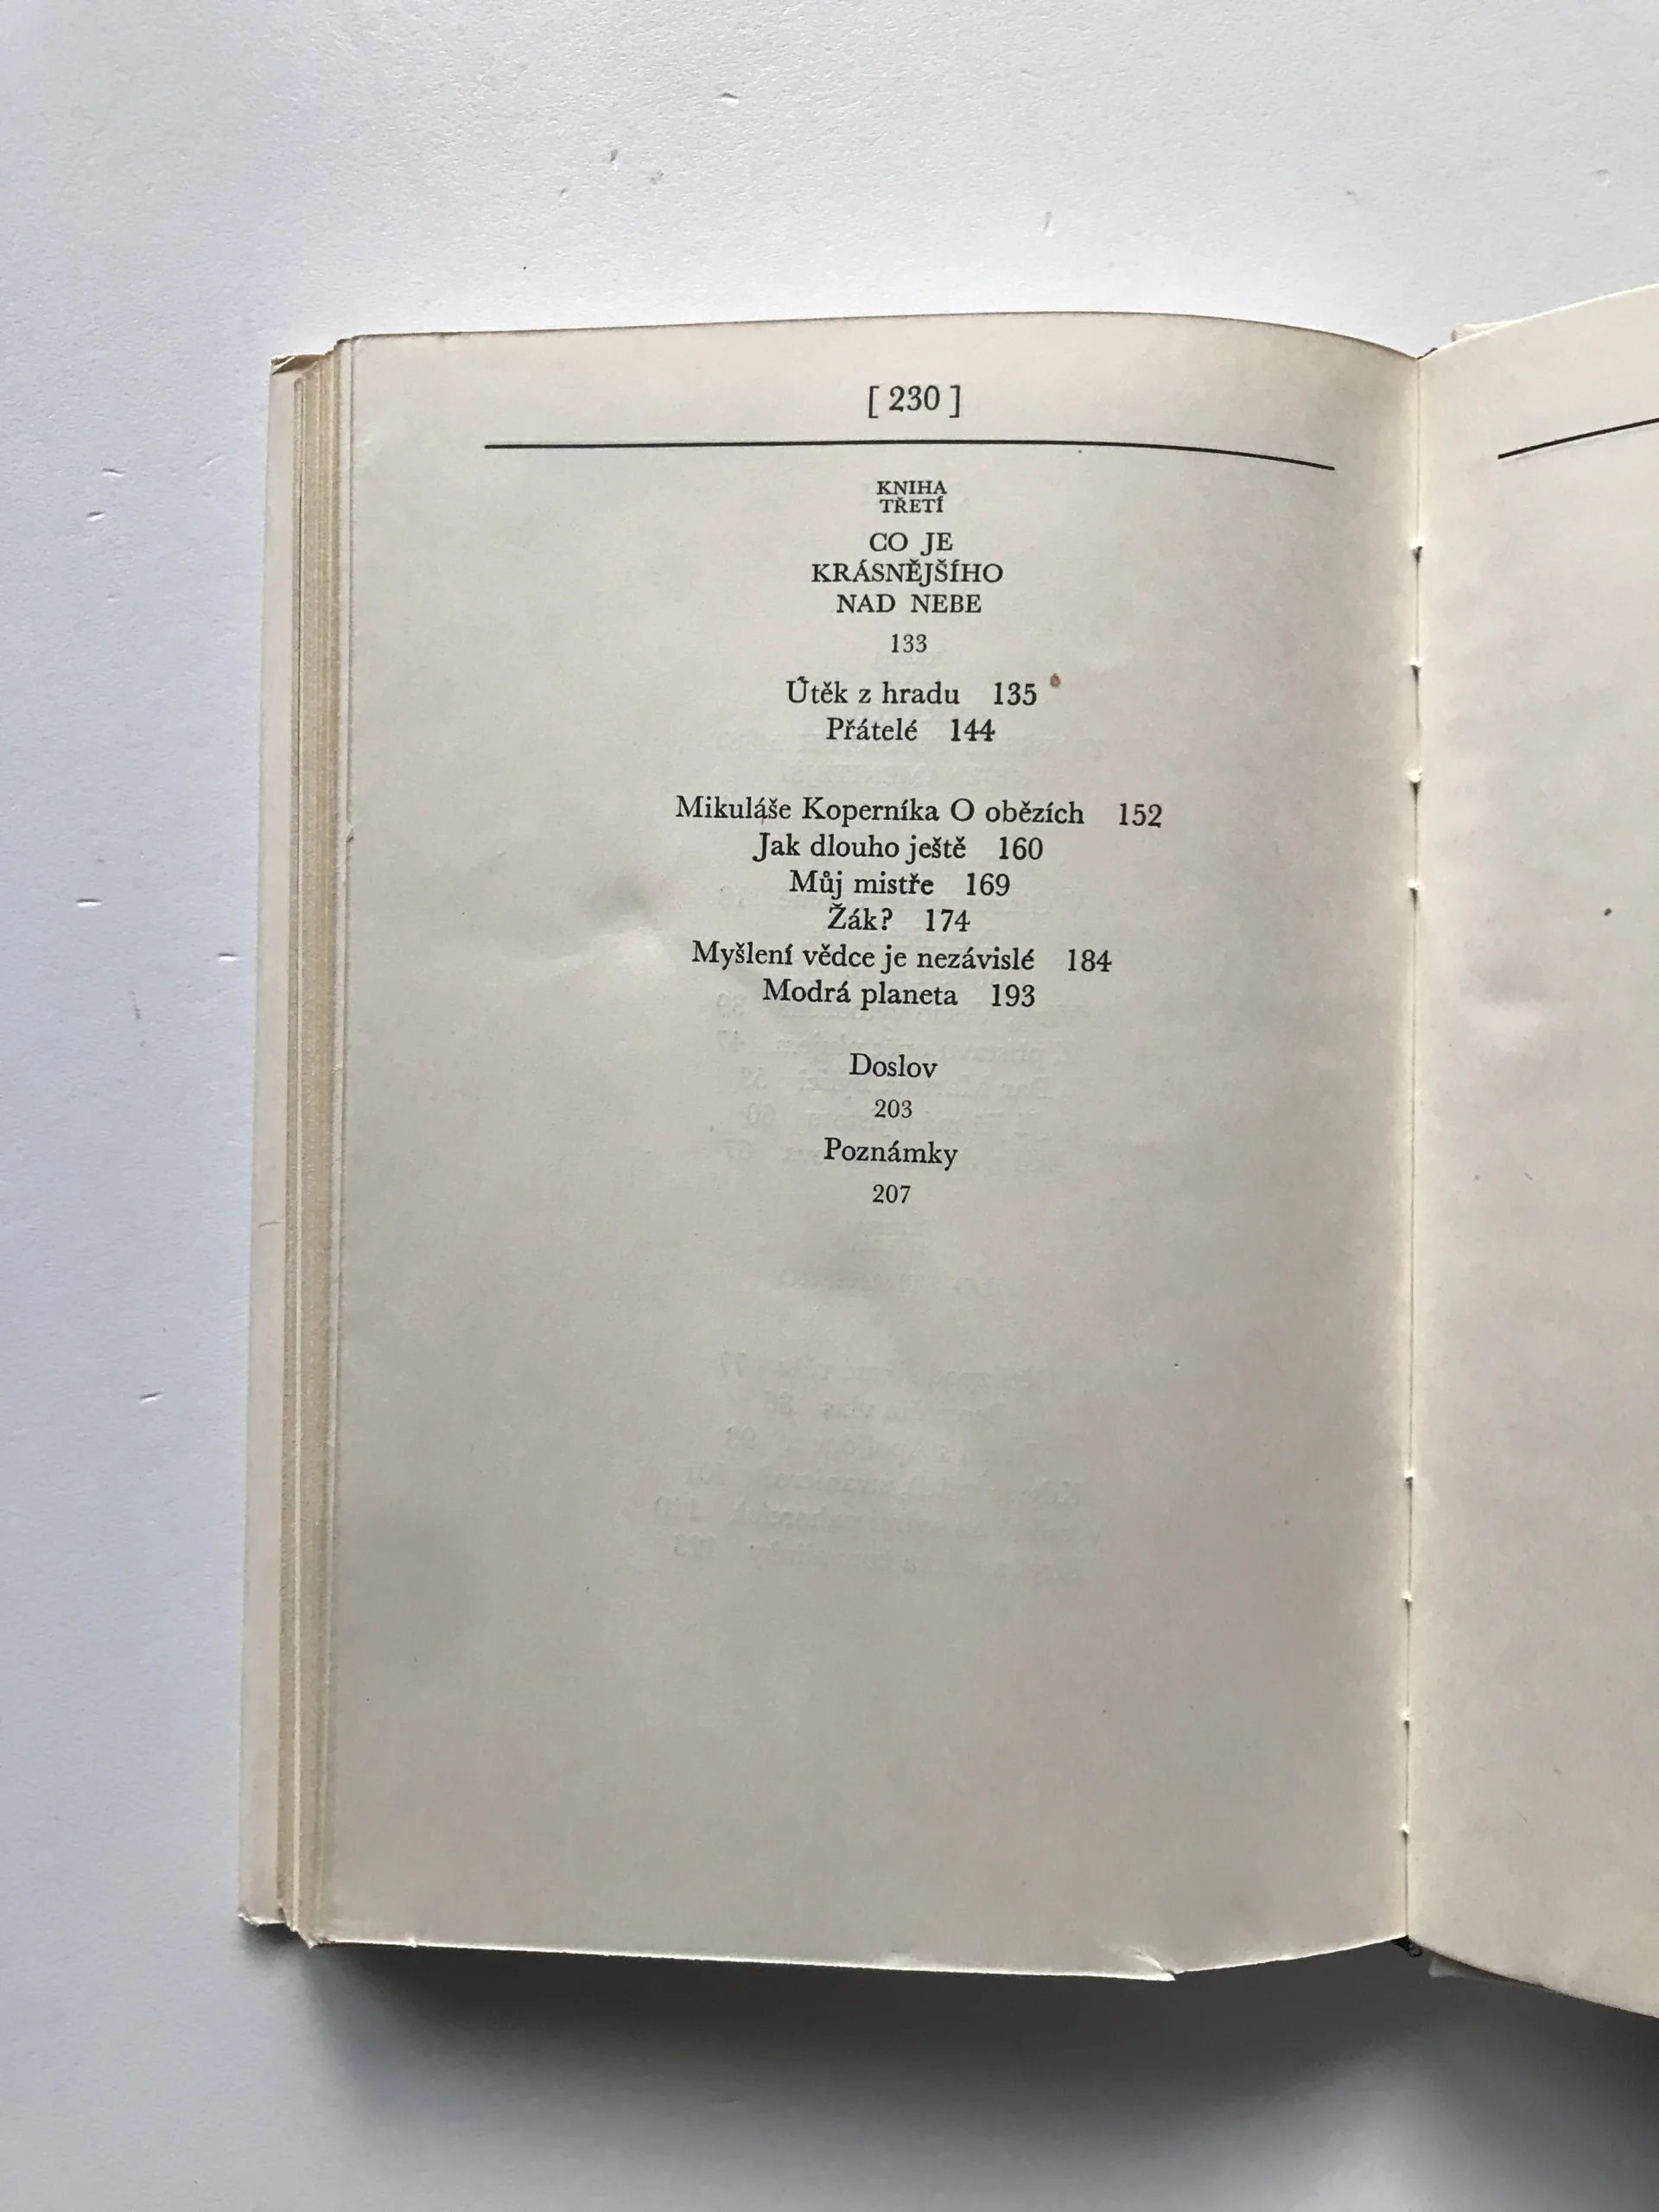 [ 230 ]
KNIHA
TŘETÍ
CO JE
KRÁSNĚJŠÍHO
NAD NEBE
133
Útěk z hradu 135
Přátelé 144
Mikuláše Koperníka O obězích 152
Jak dlouho ještě 160
Můj mistře 169
Žák? 174
Myšlení vědce je nezávislé 184
Modrá planeta 193
Doslov
203
Poznámky
207